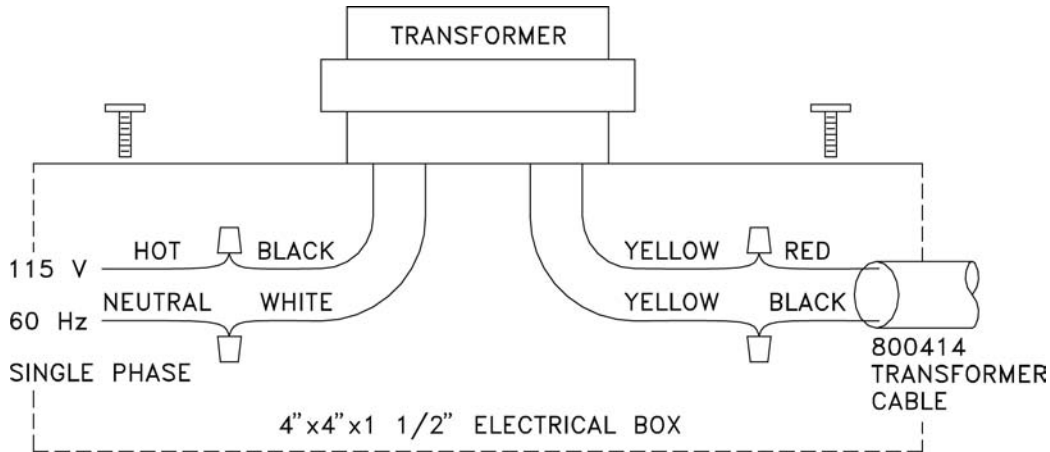 TRANSFORMER
HOT
BLACK
YELLOW
RED
115 V
NEUTRAL
WHITE
YELLOW
BLACK
60 Hz
SINGLE PHASE
800414
TRANSFORMER
CABLE
4"x4"x1 1/2" ELECTRICAL BOX